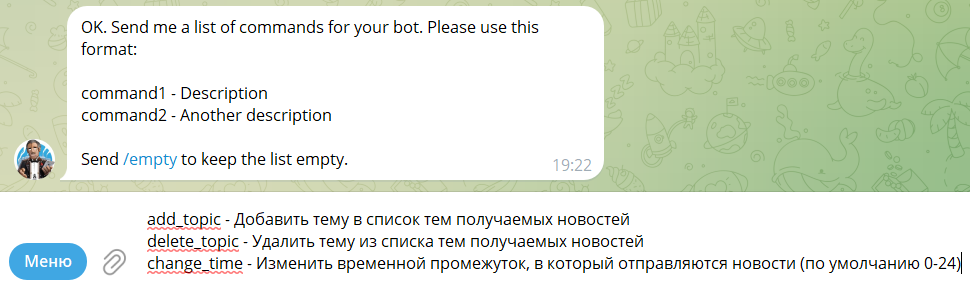 OK. Send me a list of commands for your bot. Please use this
format:
command1 - Description
command2 - Another description
Send /empty to keep the list empty.
19:22
add_topic - Добавить тему в список тем получаемых новостей
delete_topic - Удалить тему из списка тем получаемых новостей
Меню
change_time - Изменить временной промежуток, в который отправляются новости (по умолчанию 0-24)